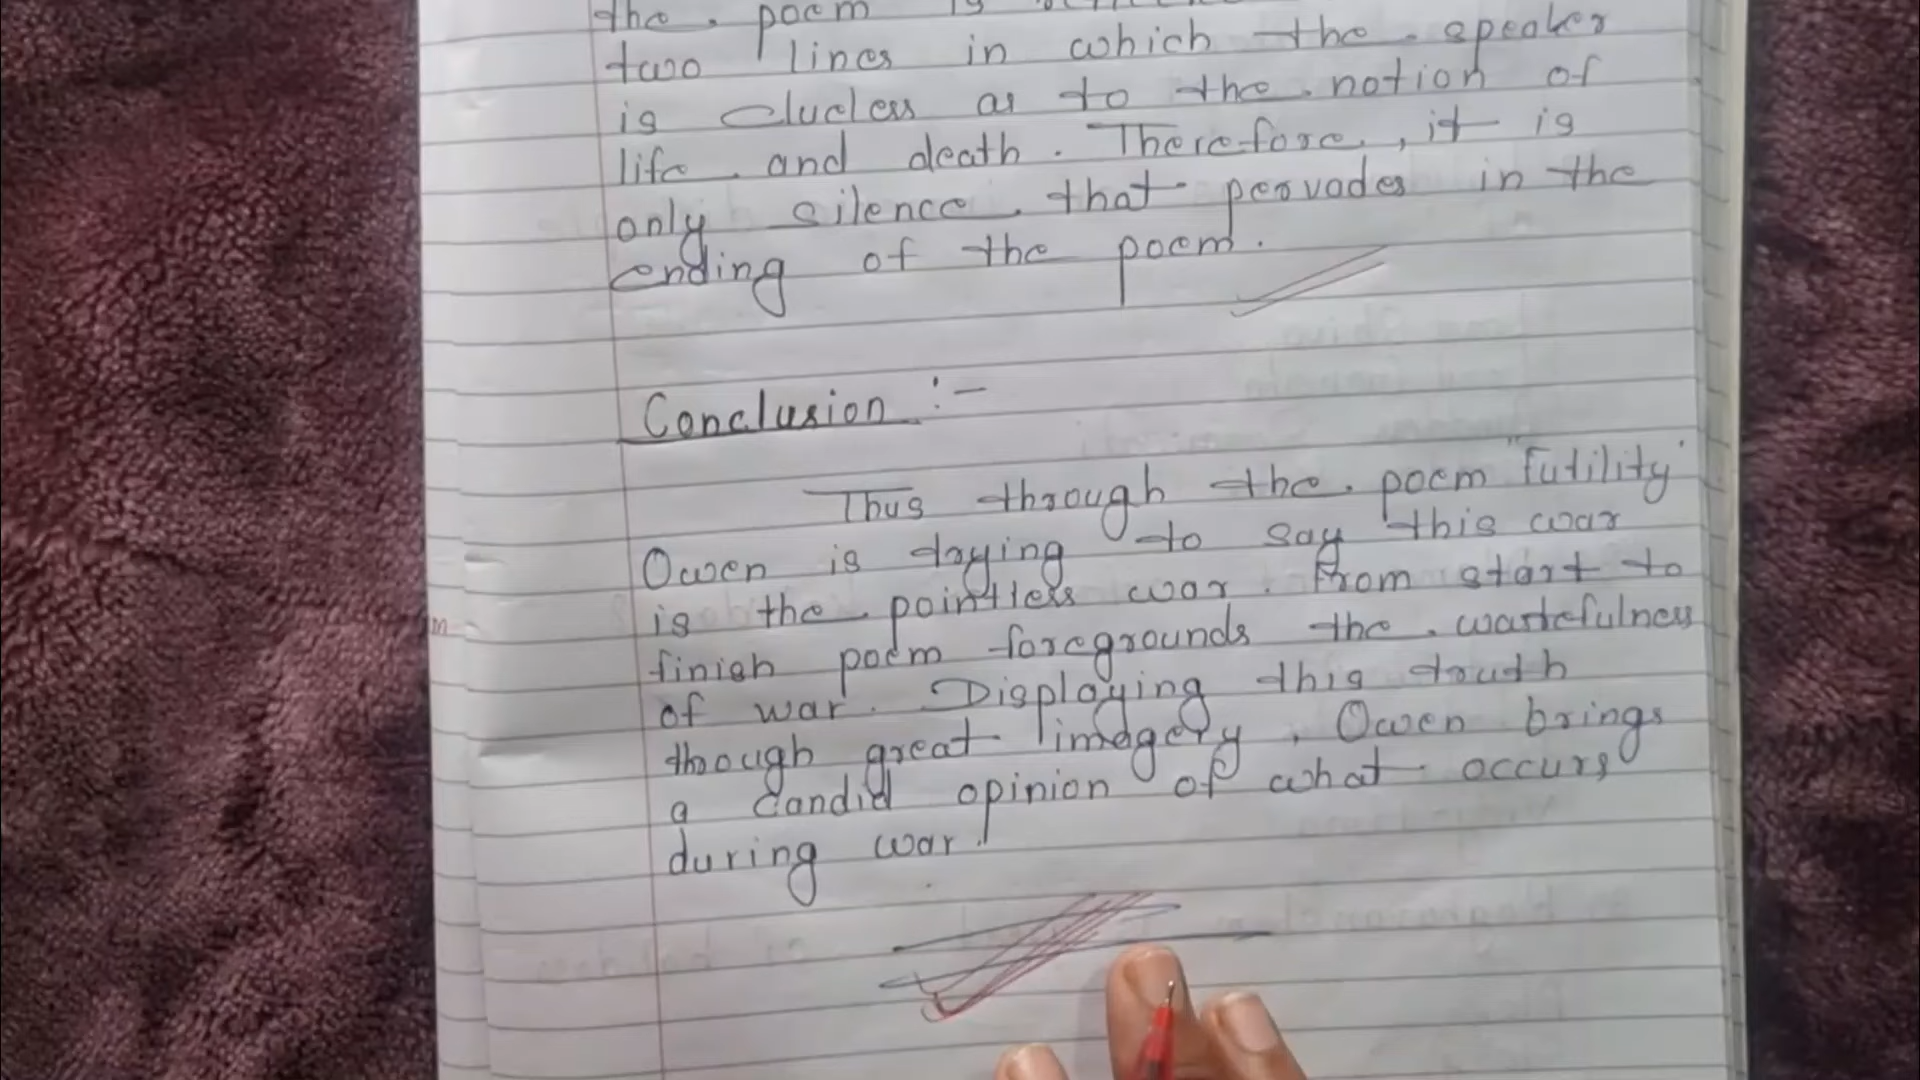 the poem is
two lines in which the speaker
is clueless as to the notion of
life and death. Therefore, it is
only silence that pervades in the
ending of the poem.
Conclusion :-
Thus through the poem "Futility"
Owen is trying to say this war
is the pointless war. From start to
finish poem foregrounds the wastefulness
of war. Displaying this truth
through great imagery, Owen brings
a candid opinion of what occurs
during war.